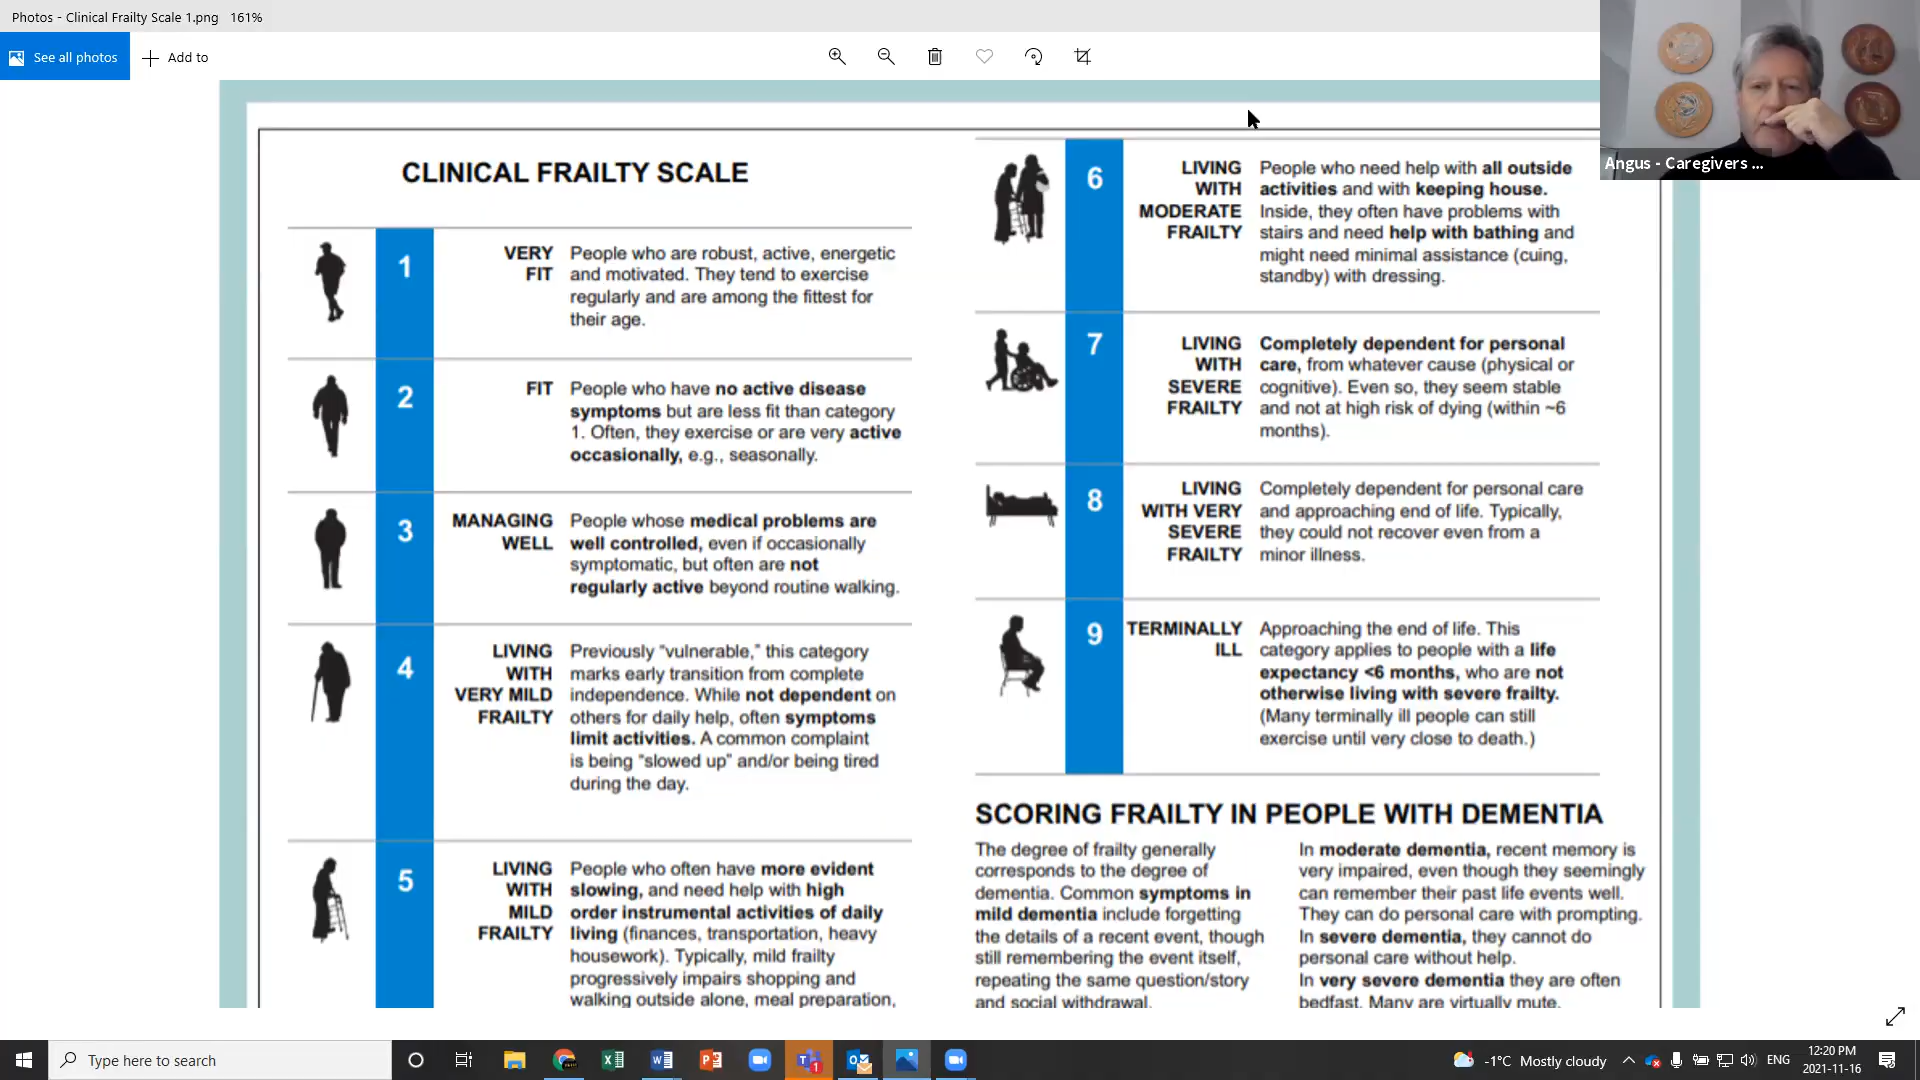 Photos - Clinical Frailty Scale 1.png 161%
See all photos
Add to
Angus - Caregivers ...
CLINICAL FRAILTY SCALE
1
VERY
FIT
People who are robust, active, energetic
and motivated. They tend to exercise
regularly and are among the fittest for
their age.
2
FIT
People who have no active disease
symptoms but are less fit than category
1. Often, they exercise or are very active
occasionally, e.g., seasonally.
3
MANAGING
WELL
People whose medical problems are
well controlled, even if occasionally
symptomatic, but often are not
regularly active beyond routine walking.
4
LIVING
WITH
VERY MILD
FRAILTY
Previously “vulnerable,” this category
marks early transition from complete
independence. While not dependent on
others for daily help, often symptoms
limit activities. A common complaint
is being “slowed up” and/or being tired
during the day.
5
LIVING
WITH
MILD
FRAILTY
People who often have more evident
slowing, and need help with high
order instrumental activities of daily
living (finances, transportation, heavy
housework). Typically, mild frailty
progressively impairs shopping and
walking outside alone, meal preparation,
6
LIVING
WITH
MODERATE
FRAILTY
People who need help with all outside
activities and with keeping house.
Inside, they often have problems with
stairs and need help with bathing and
might need minimal assistance (cuing,
standby) with dressing.
7
LIVING
WITH
SEVERE
FRAILTY
Completely dependent for personal
care, from whatever cause (physical or
cognitive). Even so, they seem stable
and not at high risk of dying (within ~6
months).
8
LIVING
WITH VERY
SEVERE
FRAILTY
Completely dependent for personal care
and approaching end of life. Typically,
they could not recover even from a
minor illness.
9
TERMINALLY
ILL
Approaching the end of life. This
category applies to people with a life
expectancy <6 months, who are not
otherwise living with severe frailty.
(Many terminally ill people can still
exercise until very close to death.)
SCORING FRAILTY IN PEOPLE WITH DEMENTIA
The degree of frailty generally
corresponds to the degree of
dementia. Common symptoms in
mild dementia include forgetting
the details of a recent event, though
still remembering the event itself,
repeating the same question/story
and social withdrawal.
In moderate dementia, recent memory is
very impaired, even though they seemingly
can remember their past life events well.
They can do personal care with prompting.
In severe dementia, they cannot do
personal care without help.
In very severe dementia they are often
bedfast. Many are virtually mute.
Type here to search
-1°C Mostly cloudy
ENG
12:20 PM
2021-11-16